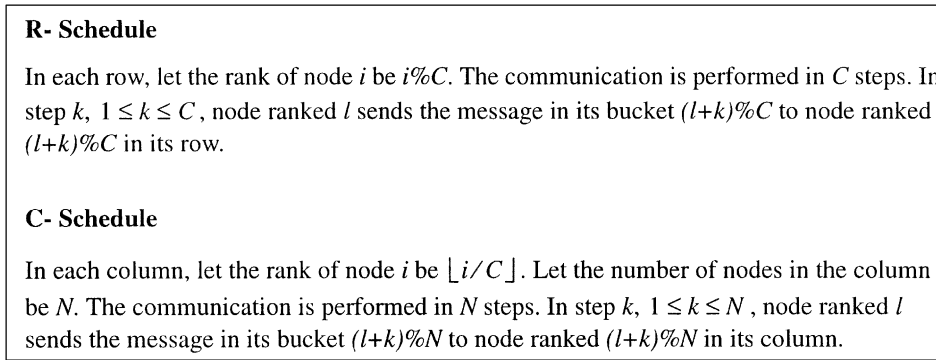 R- Schedule
In each row, let the rank of node i be i%C. The communication is performed in C steps. In
step k, 1 ≤ k ≤ C , node ranked l sends the message in its bucket (l+k)%C to node ranked
(l+k)%C in its row.
C- Schedule
In each column, let the rank of node i be ⌊i/C⌋. Let the number of nodes in the column
be N. The communication is performed in N steps. In step k, 1 ≤ k ≤ N , node ranked l
sends the message in its bucket (l+k)%N to node ranked (l+k)%N in its column.